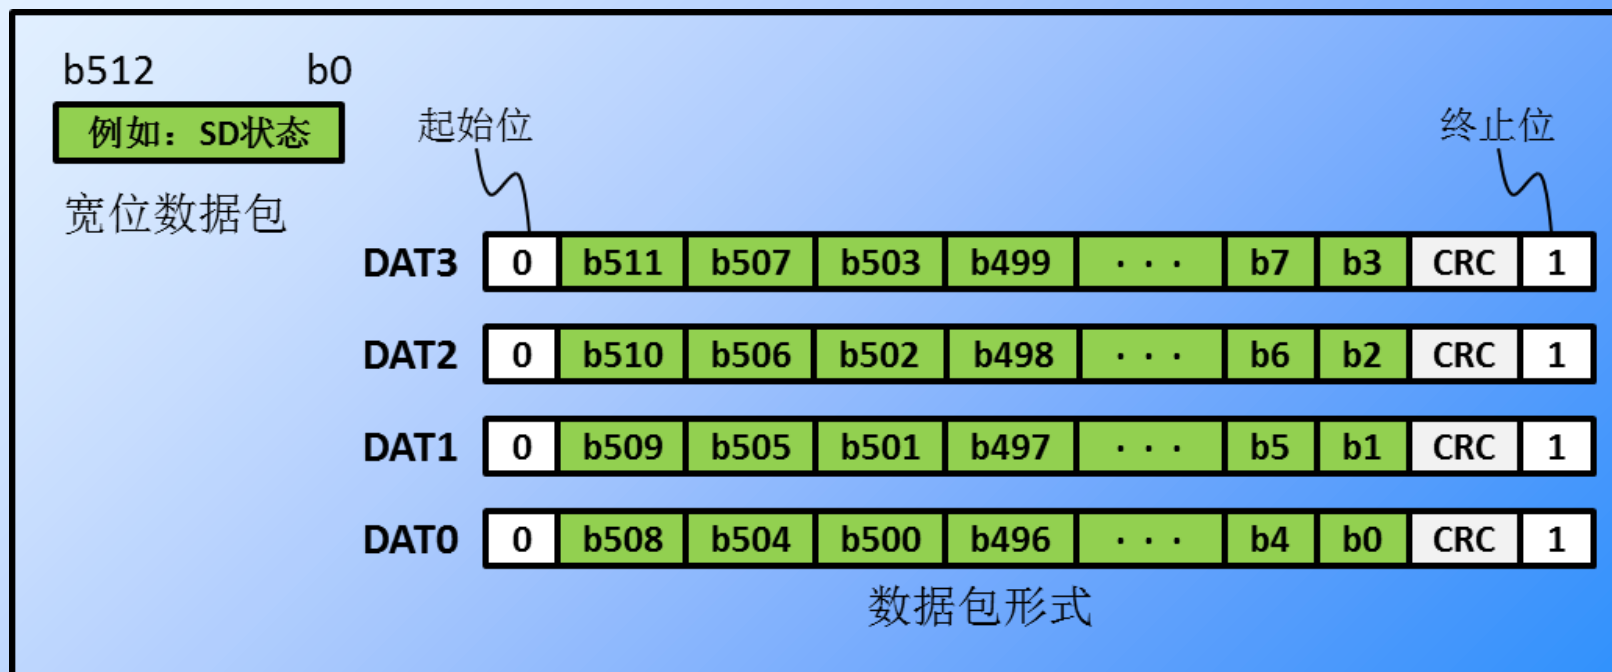 b512 b0
例如：SD状态
宽位数据包
起始位 终止位
DAT3 0 b511 b507 b503 b499 · · · b7 b3 CRC 1
DAT2 0 b510 b506 b502 b498 · · · b6 b2 CRC 1
DAT1 0 b509 b505 b501 b497 · · · b5 b1 CRC 1
DAT0 0 b508 b504 b500 b496 · · · b4 b0 CRC 1
数据包形式